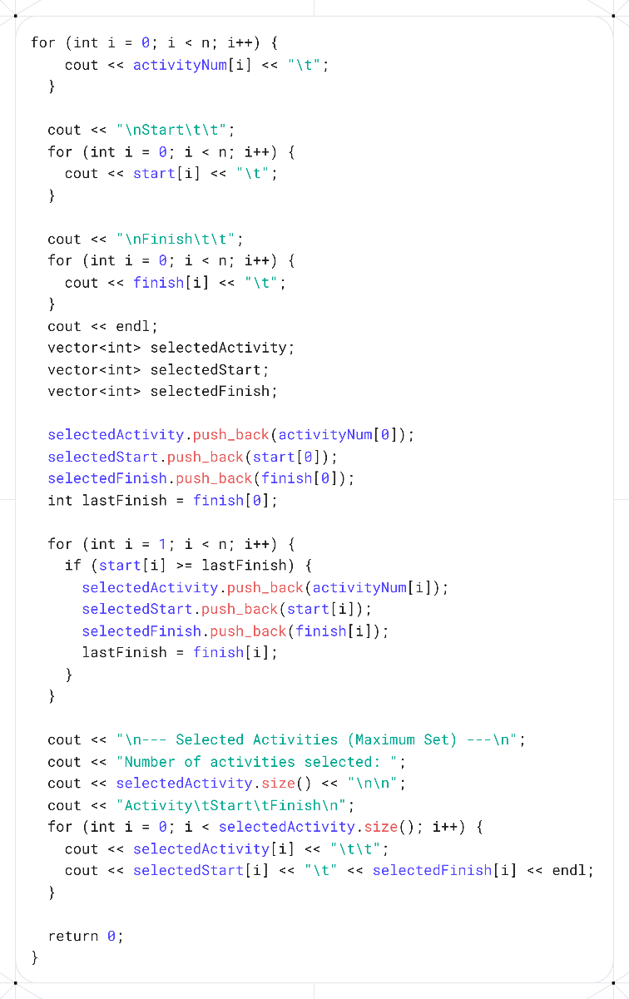 for (int i = 0; i < n; i++) {
    cout << activityNum[i] << "\t";
  }

  cout << "\nStart\t\t";
  for (int i = 0; i < n; i++) {
    cout << start[i] << "\t";
  }

  cout << "\nFinish\t\t";
  for (int i = 0; i < n; i++) {
    cout << finish[i] << "\t";
  }
  cout << endl;
  vector<int> selectedActivity;
  vector<int> selectedStart;
  vector<int> selectedFinish;

  selectedActivity.push_back(activityNum[0]);
  selectedStart.push_back(start[0]);
  selectedFinish.push_back(finish[0]);
  int lastFinish = finish[0];

  for (int i = 1; i < n; i++) {
    if (start[i] >= lastFinish) {
      selectedActivity.push_back(activityNum[i]);
      selectedStart.push_back(start[i]);
      selectedFinish.push_back(finish[i]);
      lastFinish = finish[i];
    }
  }

  cout << "\n--- Selected Activities (Maximum Set) ---\n";
  cout << "Number of activities selected: ";
  cout << selectedActivity.size() << "\n\n";
  cout << "Activity\tStart\tFinish\n";
  for (int i = 0; i < selectedActivity.size(); i++) {
    cout << selectedActivity[i] << "\t\t";
    cout << selectedStart[i] << "\t" << selectedFinish[i] << endl;
  }

  return 0;
}